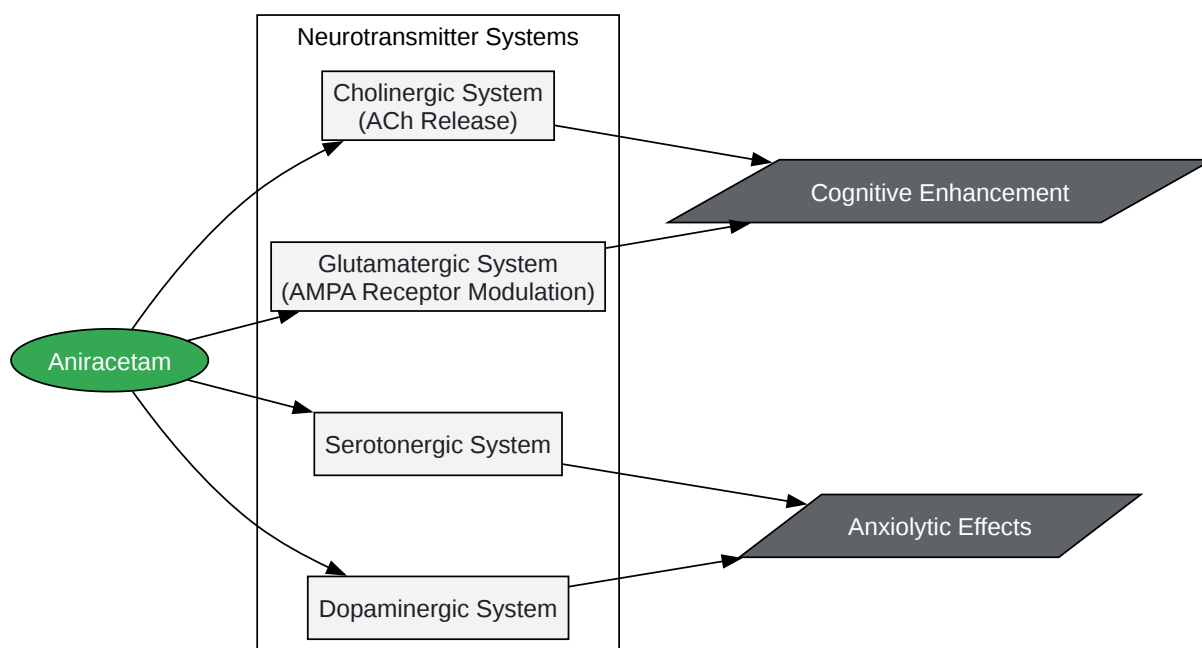 Neurotransmitter Systems
Cholinergic System
(ACh Release)
Cognitive Enhancement
Glutamatergic System
(AMPA Receptor Modulation)
Aniracetam
Serotonergic System
Anxiolytic Effects
Dopaminergic System